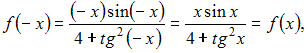 f(− x) = (− x)sin(− x) / 4 + tg²(− x) = x sin x / 4 + tg²x = f(x),